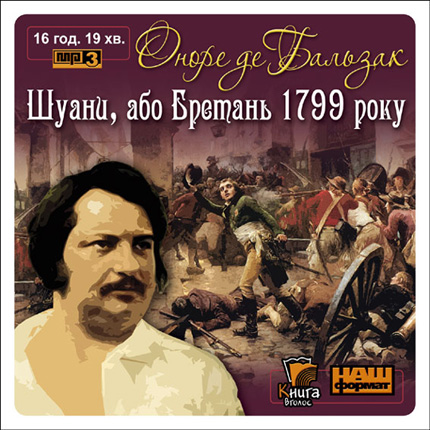 16 год. 19 хв.
mp3
Оноре де Бальзак
Шуани, або Бретань 1799 року
Книга
Вголос
НАШ
формат